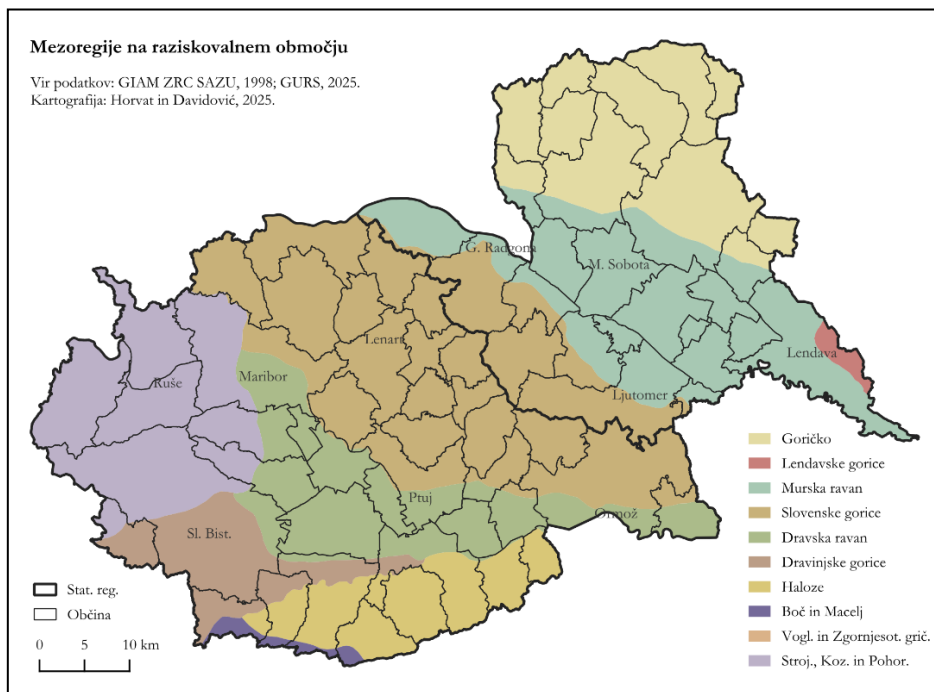 Mezoregije na raziskovalnem območju
Vir podatkov: GIAM ZRC SAZU, 1998; GURS, 2025.
Kartografija: Horvat in Davidović, 2025.
G. Radgona
M. Sobota
Lenart
Lendava
Maribor
Ruše
Ljutomer
Ptuj
Ormož
Sl. Bist.
Goričko
Lendavske gorice
Murska ravan
Slovenske gorice
Dravska ravan
Dravinjske gorice
Haloze
Boč in Macelj
Vogl. in Zgornjesot. grič.
Stroj., Koz. in Pohor.
Stat. reg.
Občina
0 5 10 km